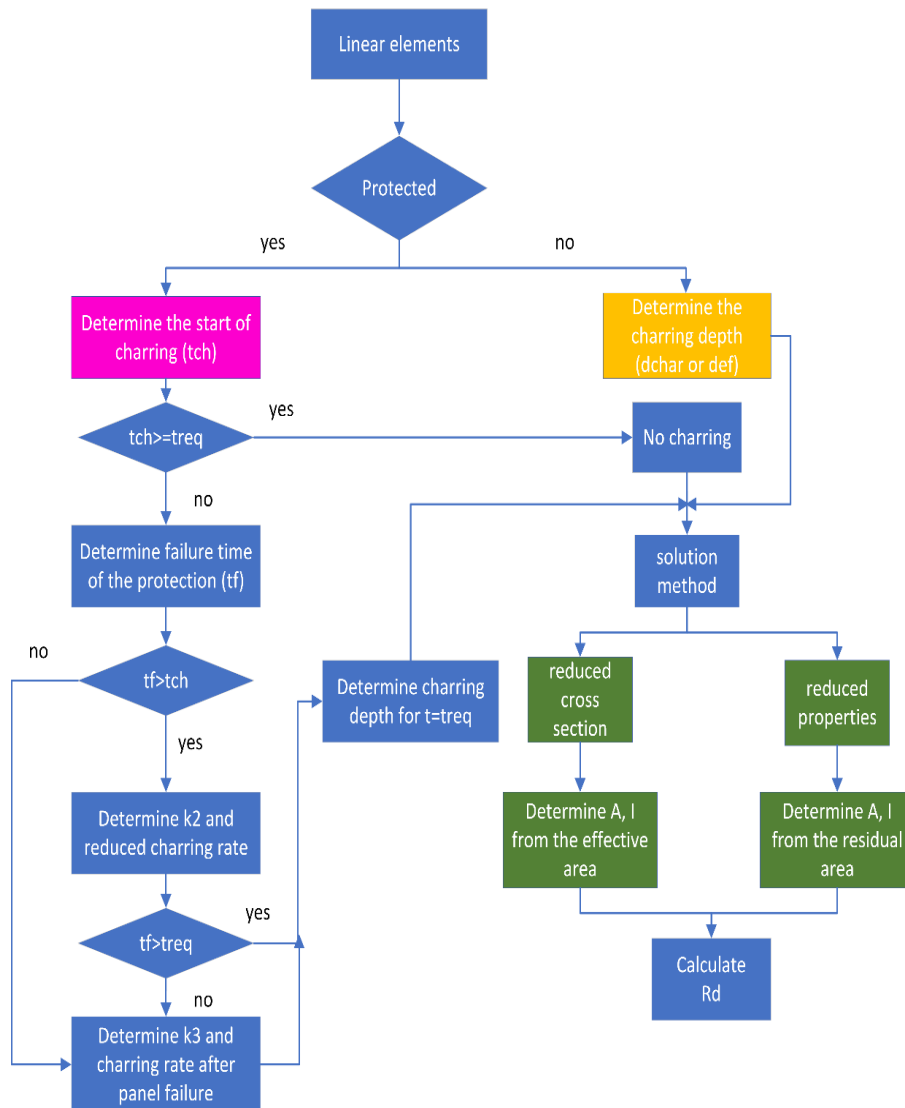 Linear elements
Protected
yes
no
Determine the start of
charring (tch)
Determine the
charring depth
(dchar or def)
yes
tch>=treq
No charring
no
Determine failure time
of the protection (tf)
solution
method
no
tf>tch
Determine charring
depth for t=treq
reduced
cross
section
reduced
properties
yes
Determine k2 and
reduced charring rate
Determine A, I
from the effective
area
Determine A, I
from the residual
area
yes
tf>treq
no
Calculate
Rd
Determine k3 and
charring rate after
panel failure